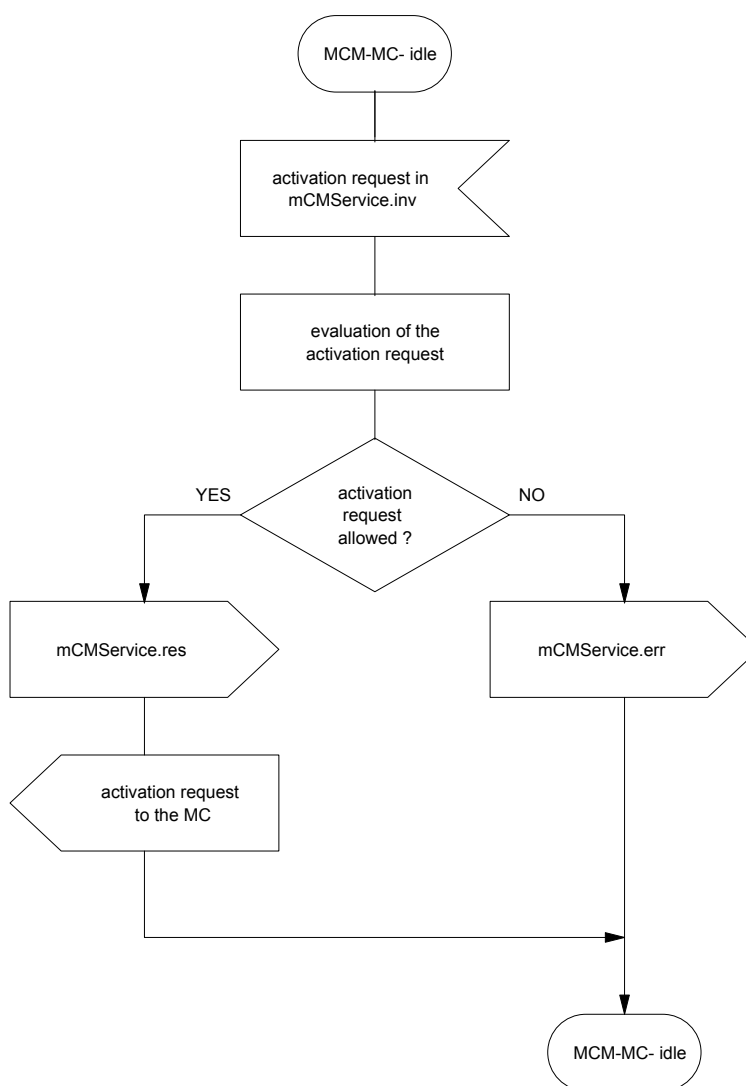 MCM-MC- idle
activation request in
mCMService.inv
evaluation of the
activation request
YES
activation
request
allowed ?
NO
mCMService.res
mCMService.err
activation request
to the MC
MCM-MC- idle